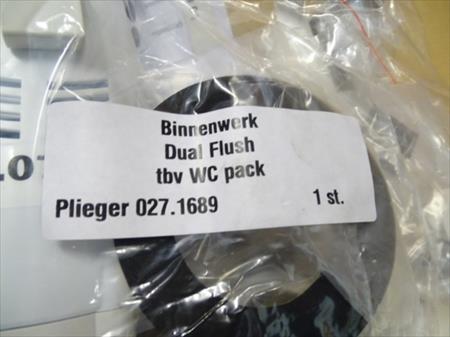 Binnenwerk
Dual Flush
tbv WC pack
Plieger 027.1689 1 st.